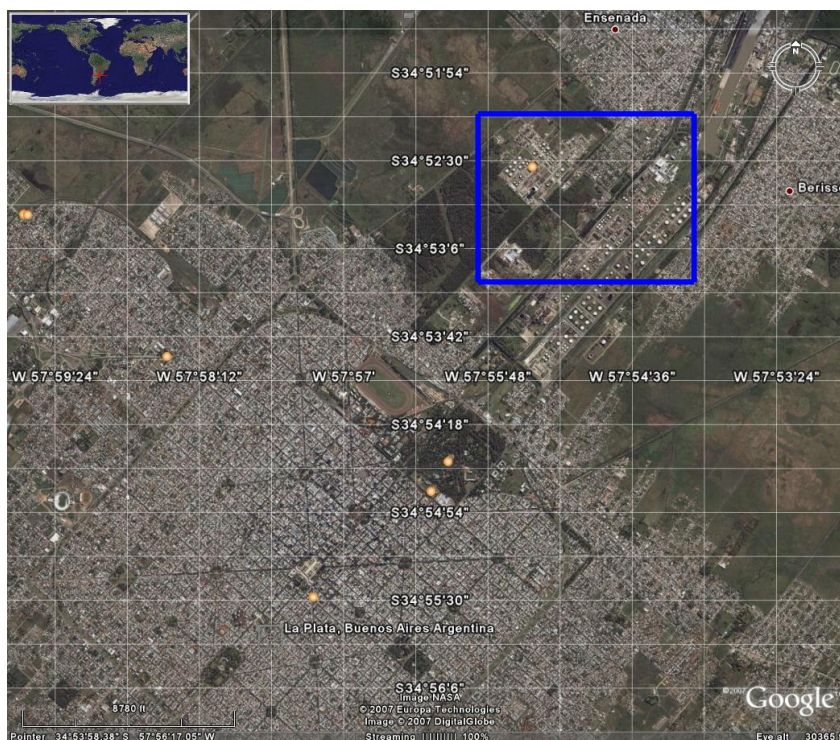 Ensenada
N
S34°51'54"
S34°52'30"
S34°53'6"
S34°53'42"
W 57°59'24" W 57°58'12" W 57°57' W 57°55'48" W 57°54'36" W 57°53'24"
S34°54'18"
S34°54'54"
S34°55'30"
La Plata, Buenos Aires Argentina
S34°56'6"
Image NASA
© 2007 Europa Technologies
Image © 2007 DigitalGlobe
8780 ft
©2007 Google
Pointer 34°53'58.38" S 57°56'17.05" W Streaming 100% Eye alt 30365